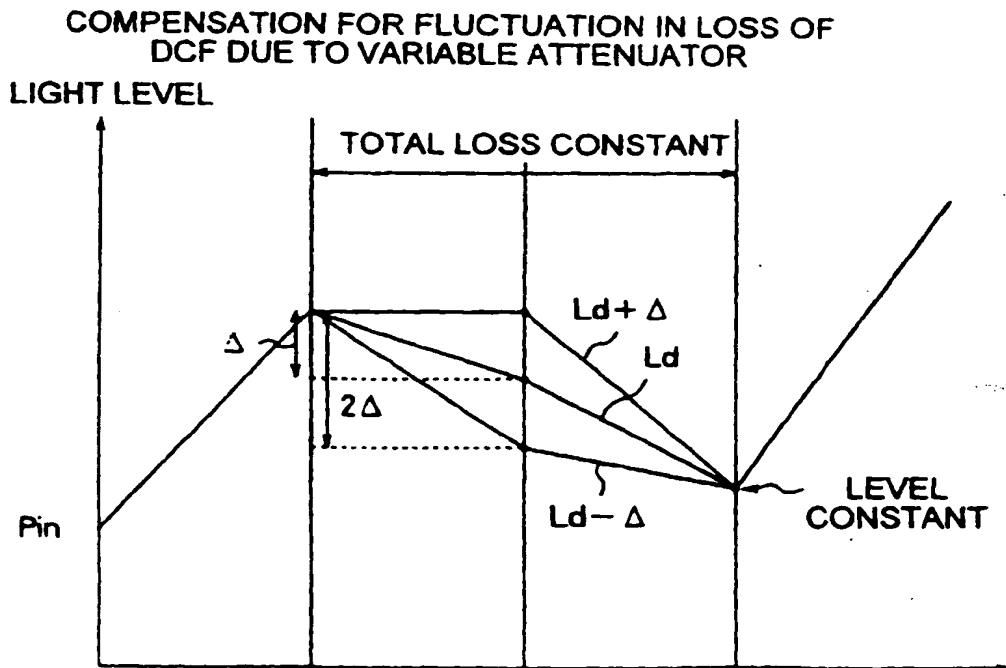 COMPENSATION FOR FLUCTUATION IN LOSS OF
DCF DUE TO VARIABLE ATTENUATOR
LIGHT LEVEL
TOTAL LOSS CONSTANT
Ld+Δ
Δ
Ld
2Δ
LEVEL
CONSTANT
Ld-Δ
Pin